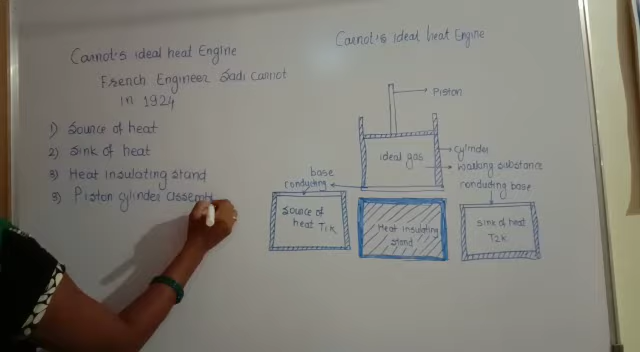 Carnot's ideal heat Engine
French Engineer Sadi Carnot
in 1924
1) Source of heat
2) Sink of heat
3) Heat insulating stand
3) Piston cylinder assemb
Carnot's ideal heat Engine
Piston
ideal gas
cylinder
working substance
base
conducting
conducting base
Source of
heat T1K
Heat insulating
stand
sink of heat
T2K